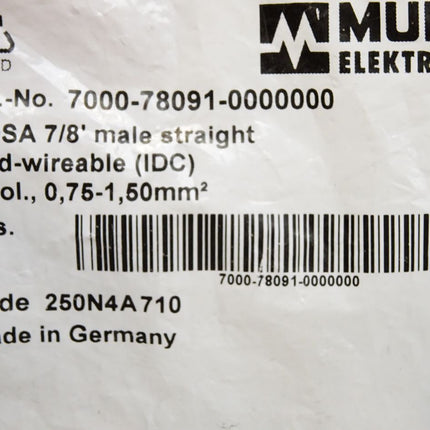 D
MU
ELEKTR
.-No. 7000-78091-0000000
SA 7/8' male straight
d-wireable (IDC)
ol., 0,75-1,50mm²
s.
7000-78091-0000000
de 250N4A710
ade in Germany